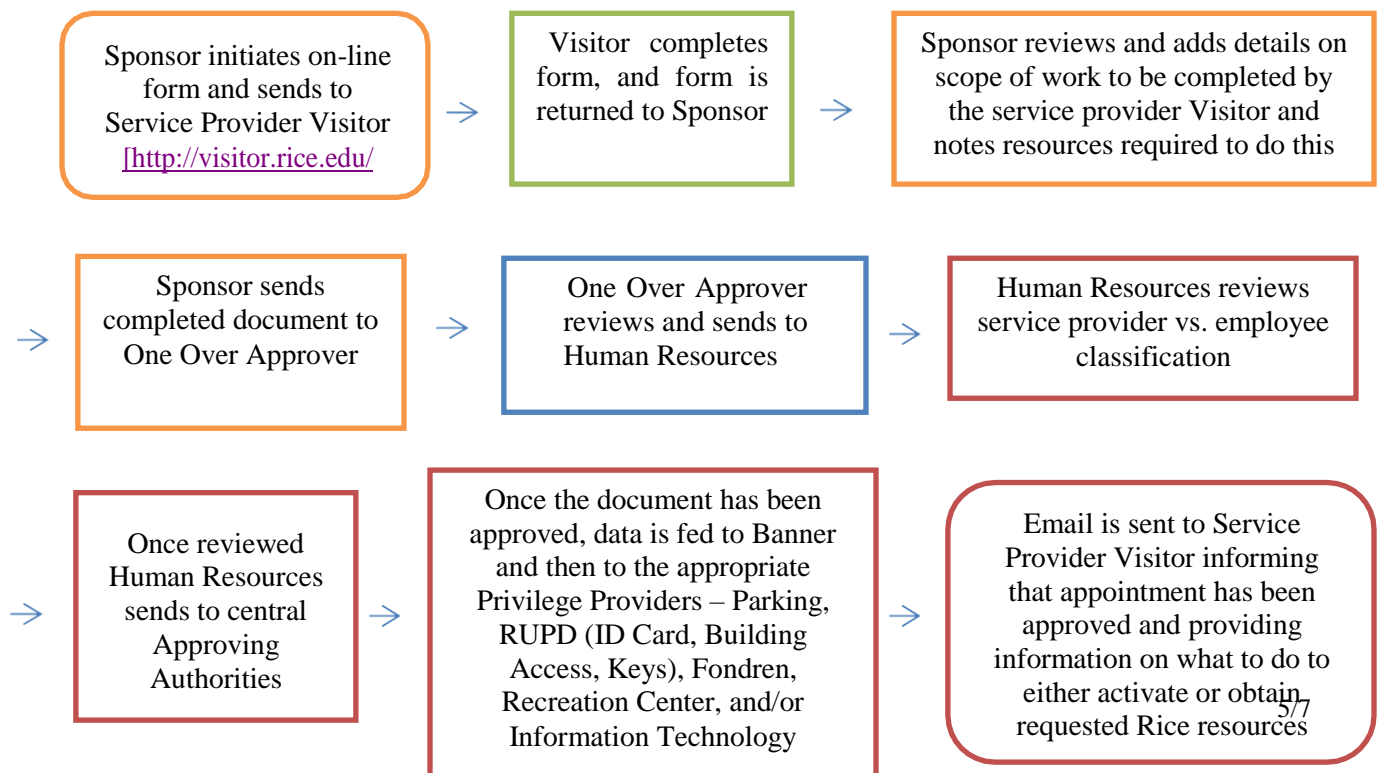 Sponsor initiates on-line
form and sends to
Service Provider Visitor
[http://visitor.rice.edu/
Visitor completes
form, and form is
returned to Sponsor
Sponsor reviews and adds details on
scope of work to be completed by
the service provider Visitor and
notes resources required to do this
Sponsor sends
completed document to
One Over Approver
One Over Approver
reviews and sends to
Human Resources
Human Resources reviews
service provider vs. employee
classification
Once reviewed
Human Resources
sends to central
Approving
Authorities
Once the document has been
approved, data is fed to Banner
and then to the appropriate
Privilege Providers – Parking,
RUPD (ID Card, Building
Access, Keys), Fondren,
Recreation Center, and/or
Information Technology
Email is sent to Service
Provider Visitor informing
that appointment has been
approved and providing
information on what to do to
either activate or obtain
requested Rice resources
5/7